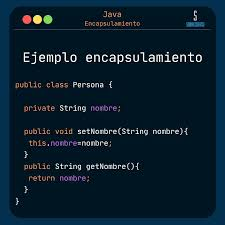 Java
Encapsulamiento
S
Ejemplo encapsulamiento
public class Persona {
private String nombre;
public void setNombre(String nombre){
this.nombre=nombre;
}
public String getNombre(){
return nombre;
}
}